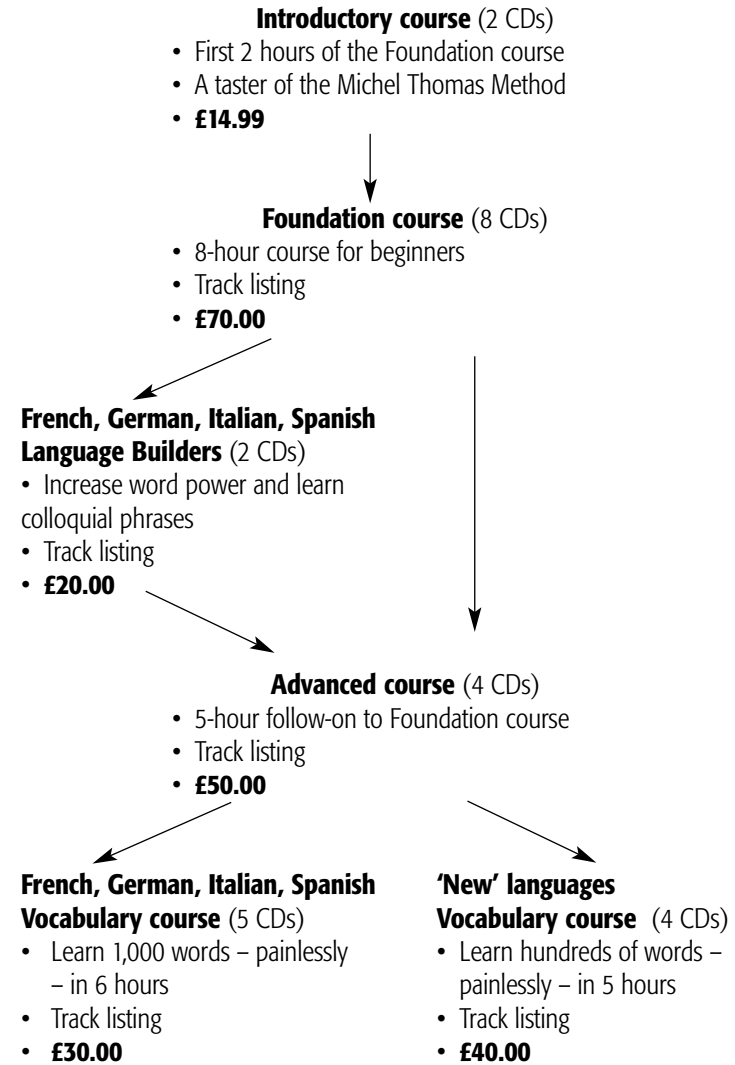 Introductory course (2 CDs)
• First 2 hours of the Foundation course
• A taster of the Michel Thomas Method
• £14.99
Foundation course (8 CDs)
• 8-hour course for beginners
• Track listing
• £70.00
French, German, Italian, Spanish
Language Builders (2 CDs)
• Increase word power and learn
colloquial phrases
• Track listing
• £20.00
Advanced course (4 CDs)
• 5-hour follow-on to Foundation course
• Track listing
• £50.00
French, German, Italian, Spanish
Vocabulary course (5 CDs)
• Learn 1,000 words – painlessly
– in 6 hours
• Track listing
• £30.00
‘New’ languages
Vocabulary course (4 CDs)
• Learn hundreds of words –
painlessly – in 5 hours
• Track listing
• £40.00